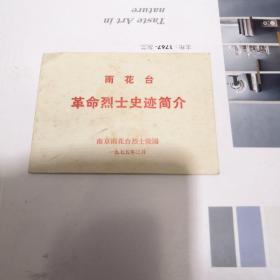 Taste Art in
nature
雨花台
革命烈士史迹简介
南京雨花台烈士陵园
一九七五年三月